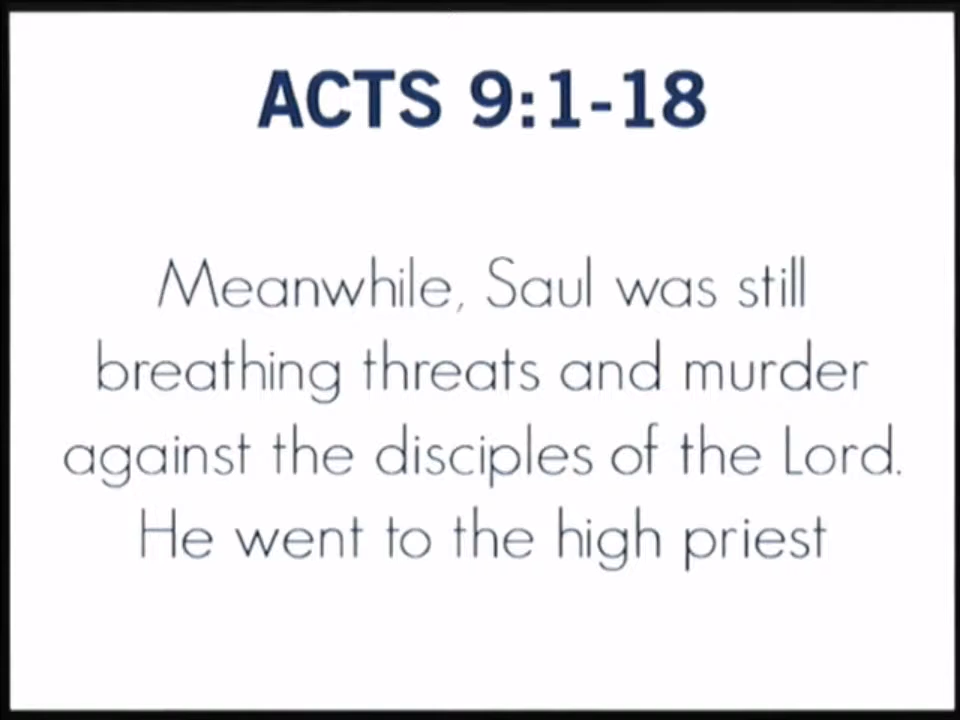 ACTS 9:1-18
Meanwhile, Saul was still
breathing threats and murder
against the disciples of the Lord.
He went to the high priest